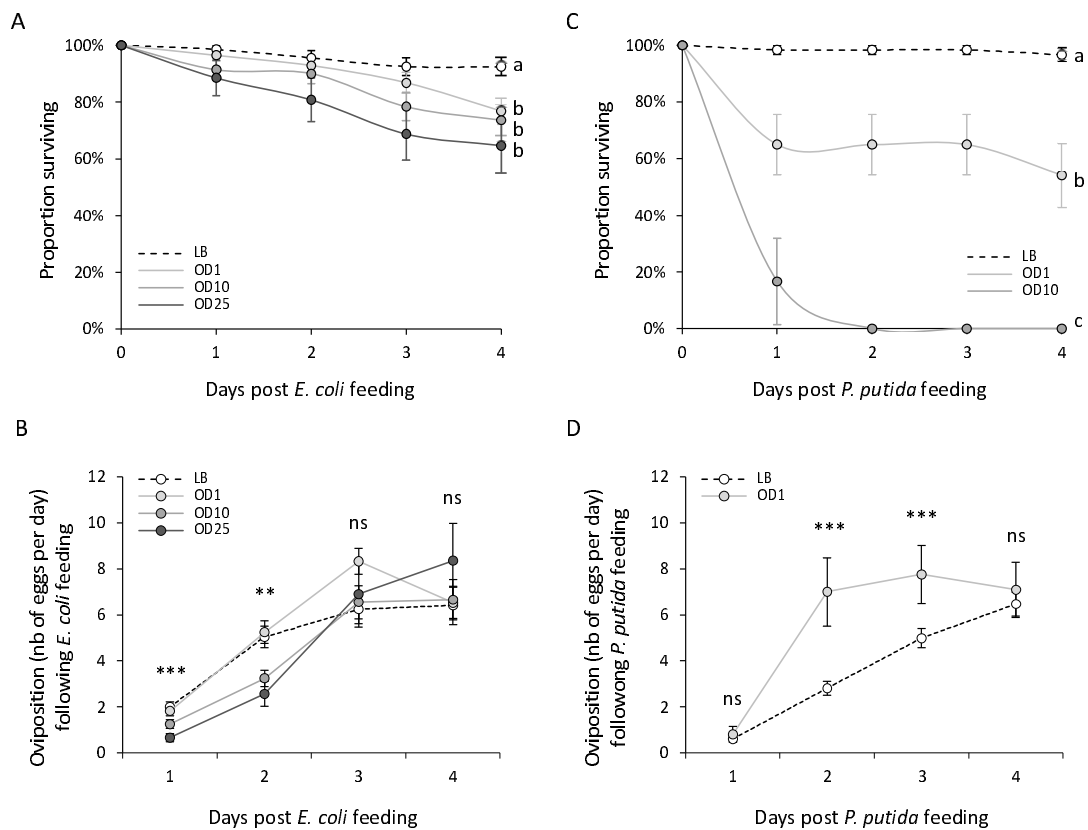 A
100%
80%
60%
40%
20%
0%
Proportion surviving
a
b
b
b
LB
OD1
OD10
OD25
0 1 2 3 4
Days post E. coli feeding
C
100%
80%
60%
40%
20%
0%
Proportion surviving
a
b
c
LB
OD1
OD10
0 1 2 3 4
Days post P. putida feeding
B
12
10
8
6
4
2
0
Oviposition (nb of eggs per day)
following E. coli feeding
LB
OD1
OD10
OD25
***
**
ns
ns
1 2 3 4
Days post E. coli feeding
D
12
10
8
6
4
2
0
Oviposition (nb of eggs per day)
followong P. putida feeding
LB
OD1
ns
***
***
ns
1 2 3 4
Days post P. putida feeding